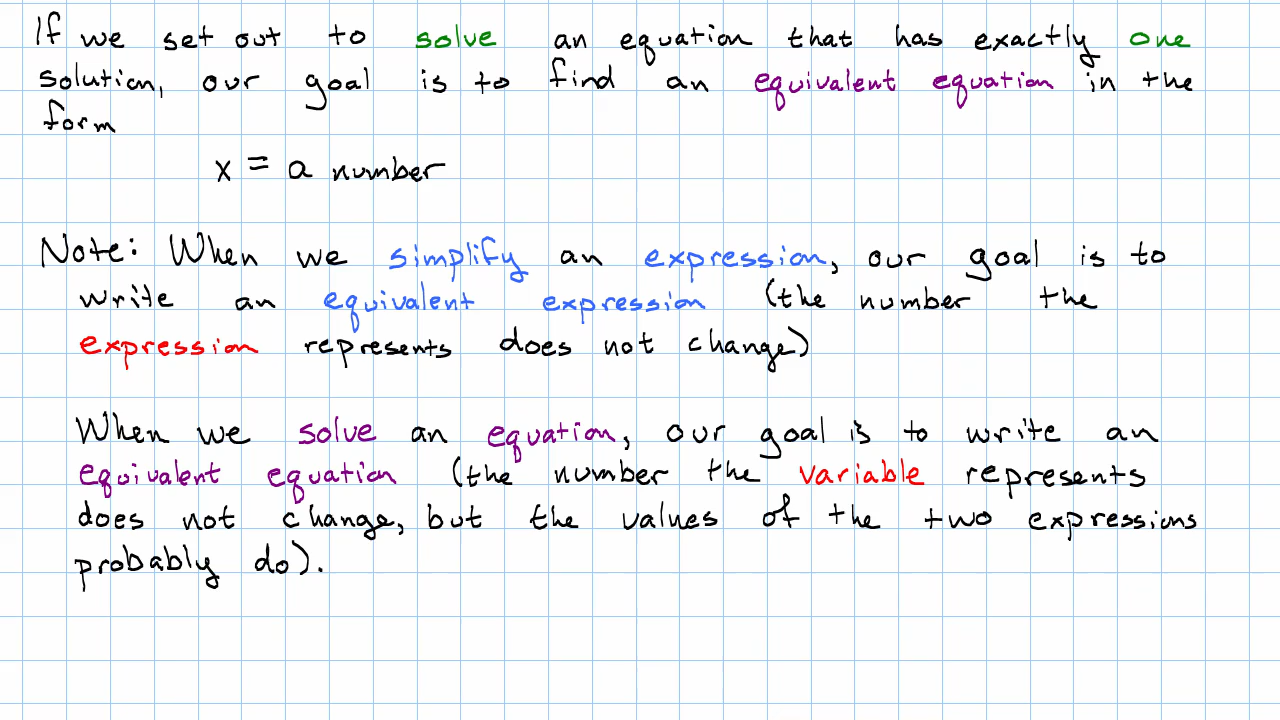 If we set out to solve an equation that has exactly one
solution, our goal is to find an equivalent equation in the
form
x = a number
Note: When we simplify an expression, our goal is to
write an equivalent expression (the number the
expression represents does not change)
When we solve an equation, our goal is to write an
equivalent equation (the number the variable represents
does not change, but the values of the two expressions
probably do).